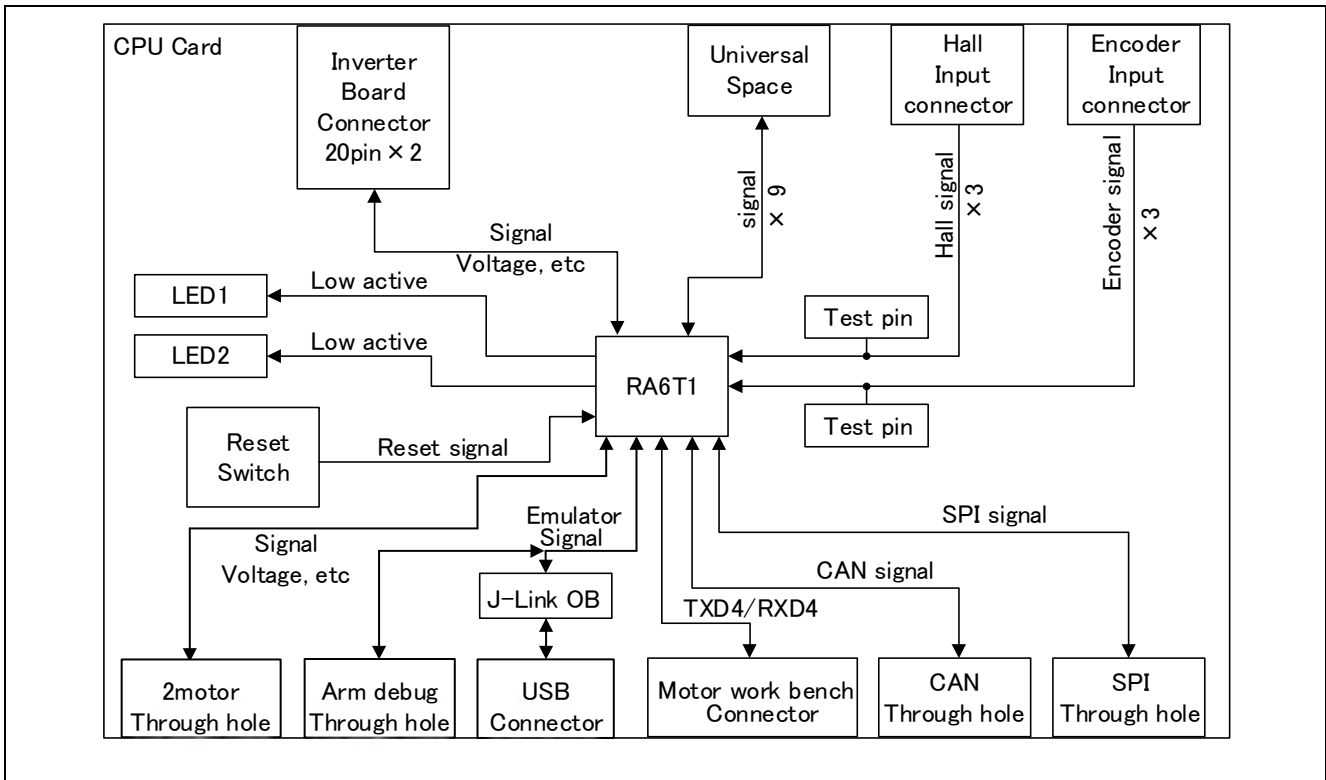 CPU Card
Inverter
Board
Connector
20pin × 2
Universal
Space
Hall
Input
connector
Encoder
Input
connector
signal
× 9
Hall signal
×3
Encoder signal
×3
Signal
Voltage, etc
LED1
Low active
LED2
Low active
Test pin
RA6T1
Test pin
Reset
Switch
Reset signal
Signal
Voltage, etc
Emulator
Signal
J-Link OB
SPI signal
CAN signal
TXD4/RXD4
2motor
Through hole
Arm debug
Through hole
USB
Connector
Motor work bench
Connector
CAN
Through hole
SPI
Through hole